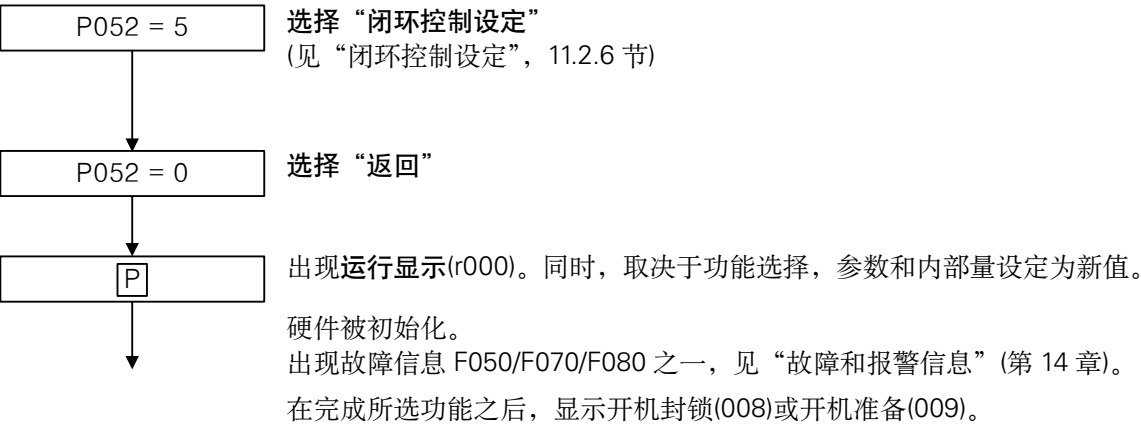 P052 = 5
选择“闭环控制设定”
(见“闭环控制设定”，11.2.6 节)
P052 = 0
选择“返回”
P
出现运行显示(r000)。同时，取决于功能选择，参数和内部量设定为新值。
硬件被初始化。
出现故障信息 F050/F070/F080 之一，见“故障和报警信息”(第 14 章)。
在完成所选功能之后，显示开机封锁(008)或开机准备(009)。